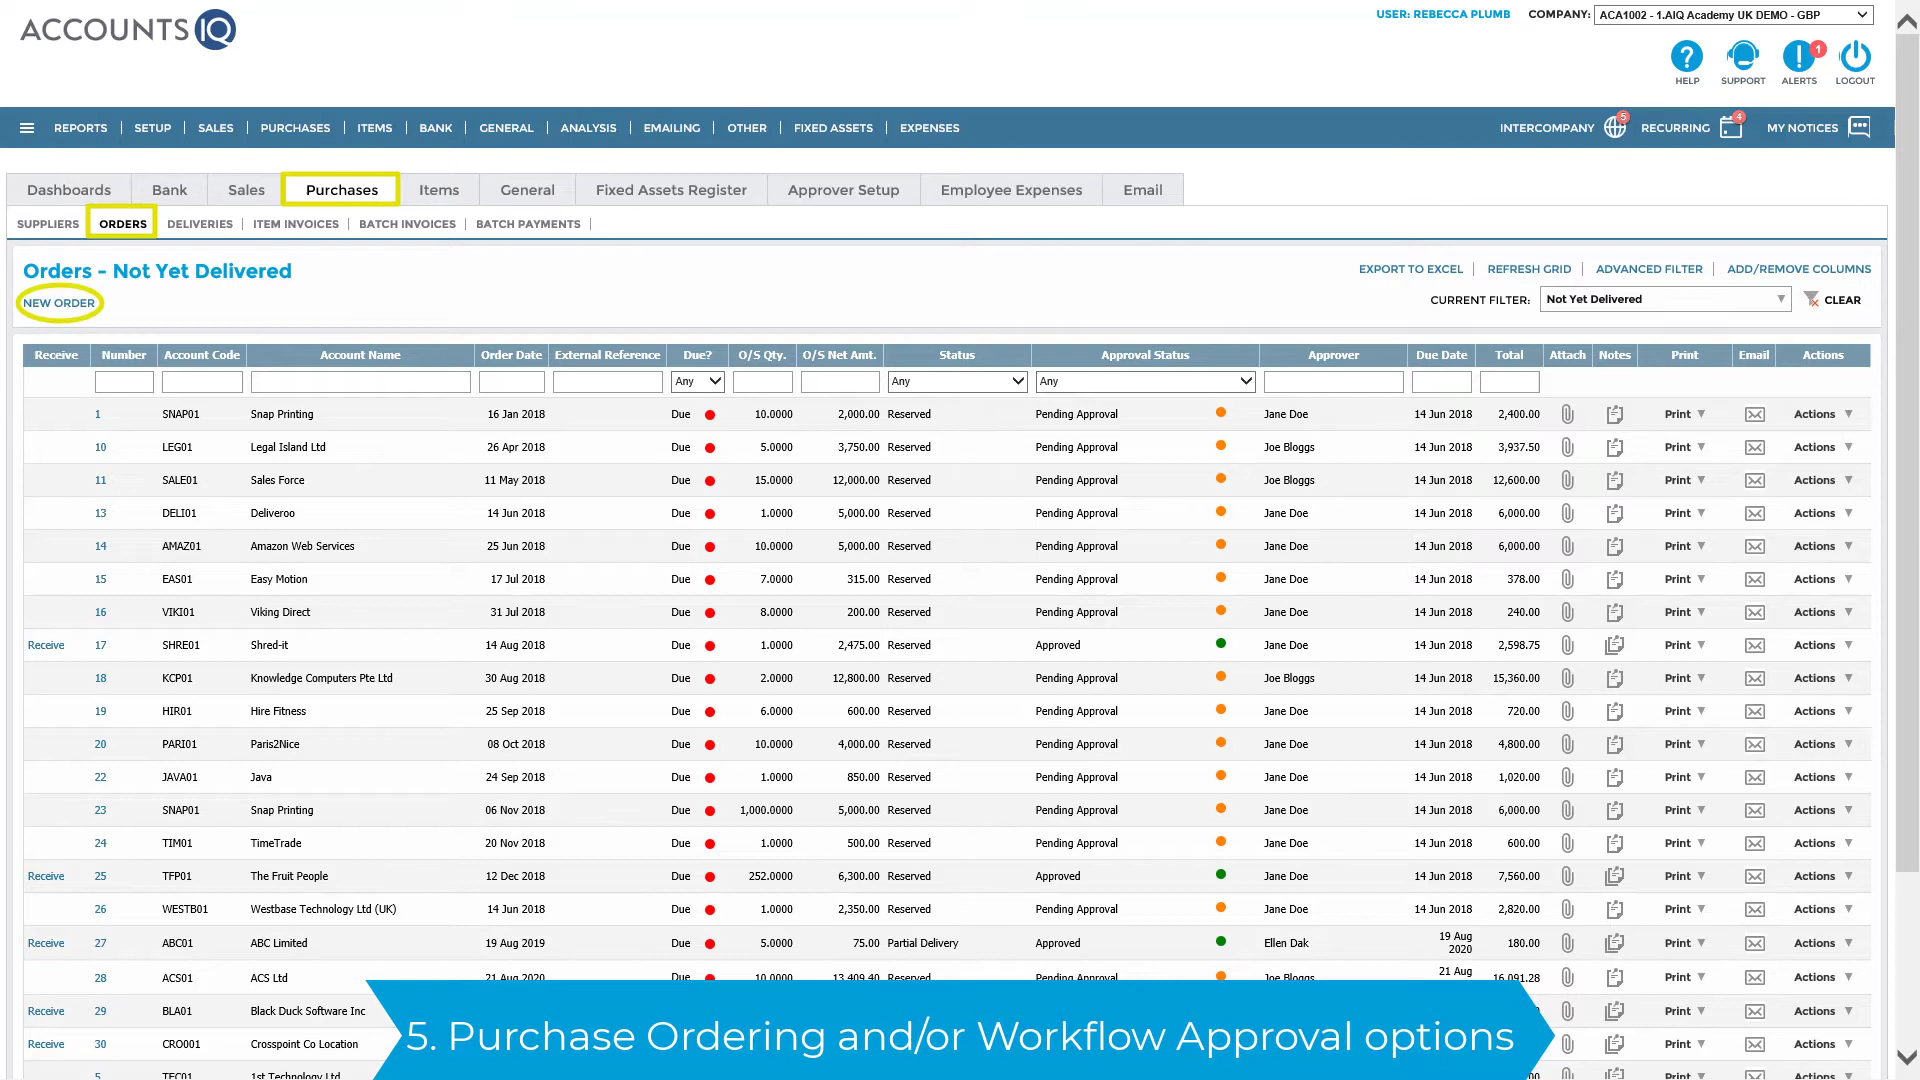 ACCOUNTS IQ
USER: REBECCA PLUMB COMPANY: ACA1002 - 1.AIQ Academy UK DEMO - GBP
HELP SUPPORT ALERTS 1 LOGOUT
REPORTS SETUP SALES PURCHASES ITEMS BANK GENERAL ANALYSIS EMAILING OTHER FIXED ASSETS EXPENSES INTERCOMPANY 5 RECURRING 4 MY NOTICES
Dashboards Bank Sales Purchases Items General Fixed Assets Register Approver Setup Employee Expenses Email
SUPPLIERS ORDERS DELIVERIES ITEM INVOICES BATCH INVOICES BATCH PAYMENTS
Orders - Not Yet Delivered EXPORT TO EXCEL REFRESH GRID ADVANCED FILTER ADD/REMOVE COLUMNS
NEW ORDER CURRENT FILTER: Not Yet Delivered CLEAR
Receive Number Account Code Account Name Order Date External Reference Due? O/S Qty. O/S Net Amt. Status Approval Status Approver Due Date Total Attach Notes Print Email Actions
Any Any Any
1 SNAP01 Snap Printing 16 Jan 2018 Due 10.0000 2,000.00 Reserved Pending Approval Jane Doe 14 Jun 2018 2,400.00 Print Actions
10 LEG01 Legal Island Ltd 26 Apr 2018 Due 5.0000 3,750.00 Reserved Pending Approval Joe Bloggs 14 Jun 2018 3,937.50 Print Actions
11 SALE01 Sales Force 11 May 2018 Due 15.0000 12,000.00 Reserved Pending Approval Joe Bloggs 14 Jun 2018 12,600.00 Print Actions
13 DELI01 Deliveroo 14 Jun 2018 Due 1.0000 5,000.00 Reserved Pending Approval Jane Doe 14 Jun 2018 6,000.00 Print Actions
14 AMAZ01 Amazon Web Services 25 Jun 2018 Due 10.0000 5,000.00 Reserved Pending Approval Jane Doe 14 Jun 2018 6,000.00 Print Actions
15 EAS01 Easy Motion 17 Jul 2018 Due 7.0000 315.00 Reserved Pending Approval Jane Doe 14 Jun 2018 378.00 Print Actions
16 VIKI01 Viking Direct 31 Jul 2018 Due 8.0000 200.00 Reserved Pending Approval Jane Doe 14 Jun 2018 240.00 Print Actions
Receive 17 SHRE01 Shred-it 14 Aug 2018 Due 1.0000 2,475.00 Reserved Approved Jane Doe 14 Jun 2018 2,598.75 Print Actions
18 KCP01 Knowledge Computers Pte Ltd 30 Aug 2018 Due 2.0000 12,800.00 Reserved Pending Approval Joe Bloggs 14 Jun 2018 15,360.00 Print Actions
19 HIR01 Hire Fitness 25 Sep 2018 Due 6.0000 600.00 Reserved Pending Approval Jane Doe 14 Jun 2018 720.00 Print Actions
20 PARI01 Paris2Nice 08 Oct 2018 Due 10.0000 4,000.00 Reserved Pending Approval Jane Doe 14 Jun 2018 4,800.00 Print Actions
22 JAVA01 Java 24 Sep 2018 Due 1.0000 850.00 Reserved Pending Approval Jane Doe 14 Jun 2018 1,020.00 Print Actions
23 SNAP01 Snap Printing 06 Nov 2018 Due 1,000.0000 5,000.00 Reserved Pending Approval Jane Doe 14 Jun 2018 6,000.00 Print Actions
24 TIM01 TimeTrade 20 Nov 2018 Due 1.0000 500.00 Reserved Pending Approval Jane Doe 14 Jun 2018 600.00 Print Actions
Receive 25 TFP01 The Fruit People 12 Dec 2018 Due 252.0000 6,300.00 Reserved Approved Jane Doe 14 Jun 2018 7,560.00 Print Actions
26 WESTB01 Westbase Technology Ltd (UK) 14 Jun 2018 Due 1.0000 2,350.00 Reserved Pending Approval Jane Doe 14 Jun 2018 2,820.00 Print Actions
Receive 27 ABC01 ABC Limited 19 Aug 2019 Due 5.0000 75.00 Partial Delivery Approved Ellen Dak 19 Aug 2020 180.00 Print Actions
28 ACS01 ACS Ltd 21 Aug 2020 Due 10.0000 13,409.40 Reserved Pending Approval Joe Bloggs 21 Aug 16,091.28 Print Actions
Receive 29 BLA01 Black Duck Software Inc Print Actions
Receive 30 CRO001 Crosspoint Co Location Print Actions
5 TEC01 1st Technology Ltd Print Actions
5. Purchase Ordering and/or Workflow Approval options